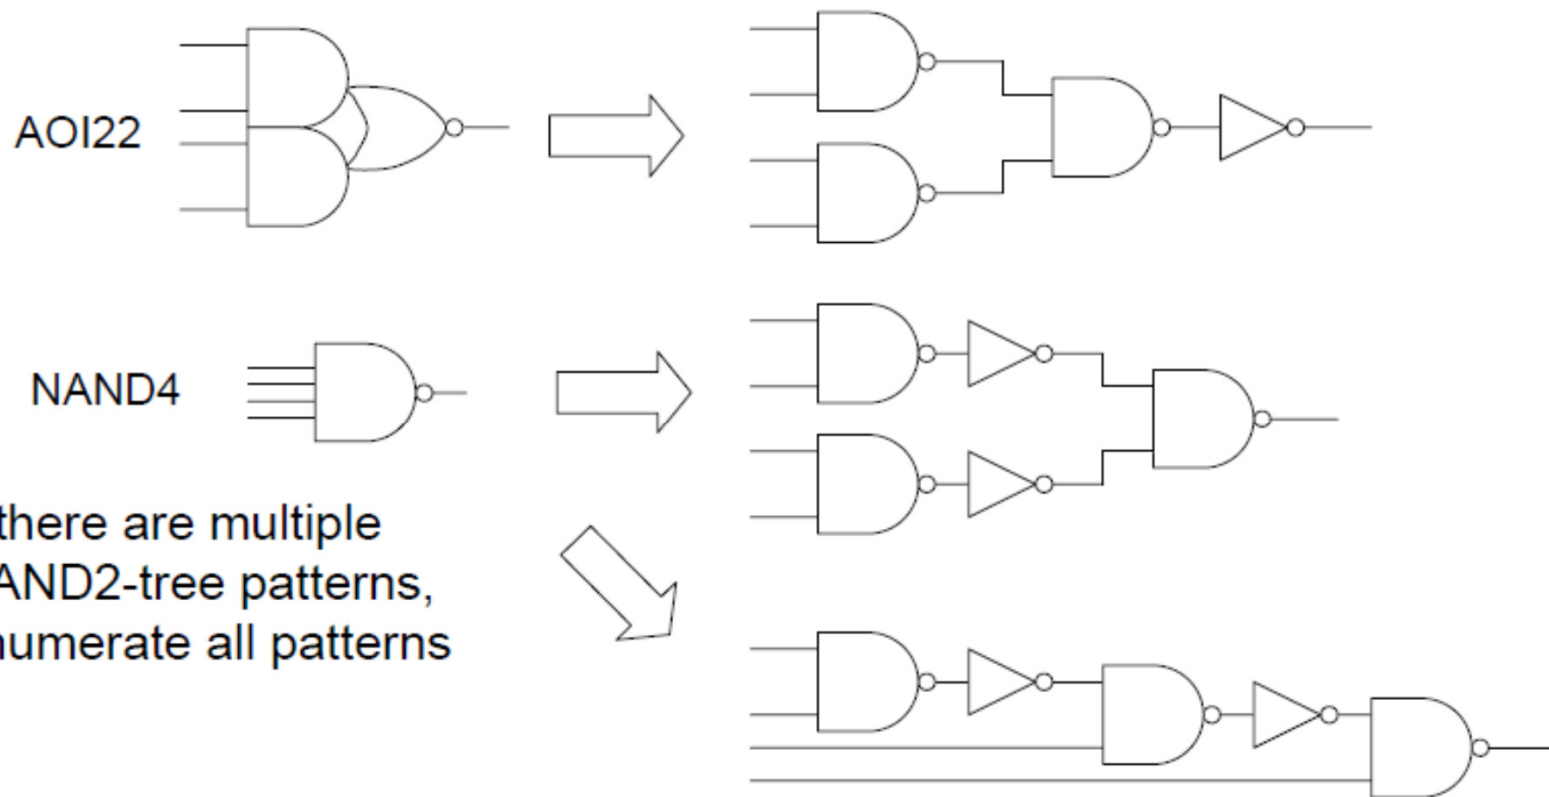 AOI22
NAND4
there are multiple
AND2-tree patterns,
numerate all patterns